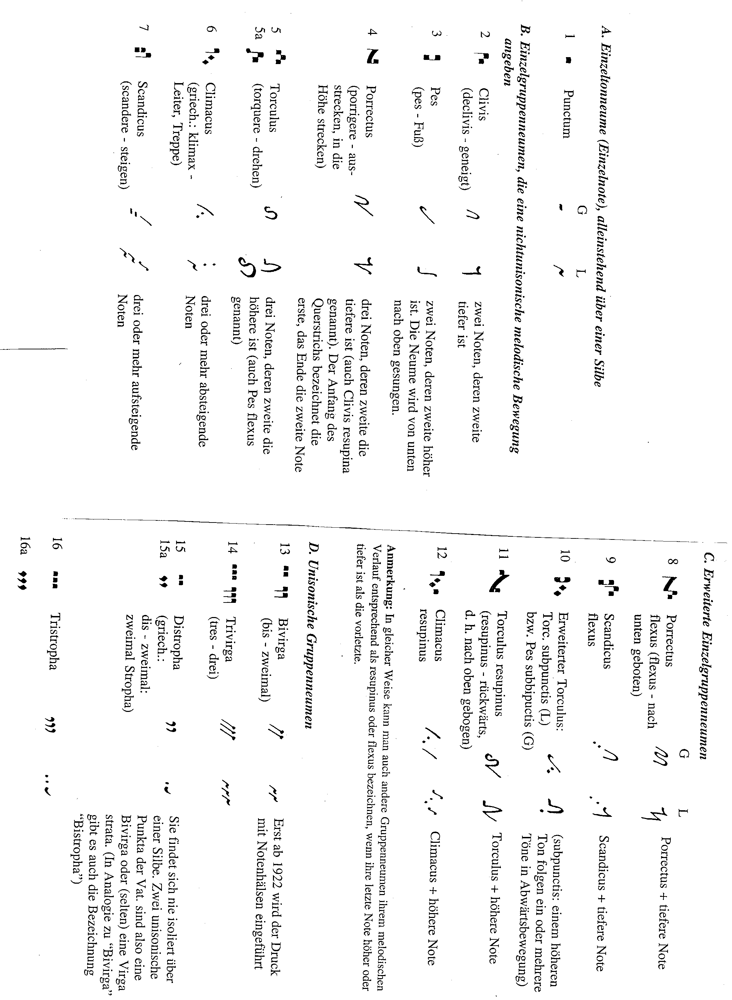 A. Einzeltonneume (Einzelnote), alleinstehend über einer Silbe
G L
1 Punctum
B. Einzelgruppenneumen, die eine nichtunisonische melodische Bewegung
angeben
2 Clivis zwei Noten, deren zweite
(declivis - geneigt) tiefer ist
3 Pes zwei Noten, deren zweite höher
(pes - Fuß) ist. Die Neume wird von unten
nach oben gesungen.
4 Porrectus drei Noten, deren zweite die
(porrigere - aus- tiefere ist (auch Clivis resupina
strecken, in die genannt). Der Anfang des
Höhe strecken) Querstrichs bezeichnet die
erste, das Ende die zweite Note
5 Torculus drei Noten, deren zweite die
5a (torquere - drehen) höhere ist (auch Pes flexus
genannt)
6 Climacus drei oder mehr absteigende
(griech.: klimax - Noten
Leiter, Treppe)
7 Scandicus drei oder mehr aufsteigende
(scandere - steigen) Noten
C. Erweiterte Einzelgruppenneumen
G L
8 Porrectus Porrectus + tiefere Note
flexus (flexus - nach
unten geboten)
9 Scandicus Scandicus + tiefere Note
flexus
10 Erweiterter Torculus: (subpunctis: einem höheren
Torc. subpunctis (L) Ton folgen ein oder mehrere
bzw. Pes subbipuctis (G) Töne in Abwärtsbewegung)
11 Torculus resupinus Torculus + höhere Note
(resupinus - rückwärts,
d. h. nach oben gebogen)
12 Climacus Climacus + höhere Note
resupinus
Anmerkung: In gleicher Weise kann man auch andere Gruppenneumen ihrem melodischen
Verlauf entsprechend als resupinus oder flexus bezeichnen, wenn ihre letzte Note höher oder
tiefer ist als die vorletzte.
D. Unisonische Gruppenneumen
13 Bivirga Erst ab 1922 wird der Druck
(bis - zweimal) mit Notenhälsen eingeführt
14 Trivirga
(tres - drei)
15 Distropha Sie findet sich nie isoliert über
15a (griech.: einer Silbe. Zwei unisonische
dis - zweimal: Punkta der Vat. sind also eine
zweimal Stropha) Bivirga oder (selten) eine Virga
strata. (In Analogie zu “Bivirga”
gibt es auch die Bezeichnung
“Bistropha”)
16 Tristropha
16a